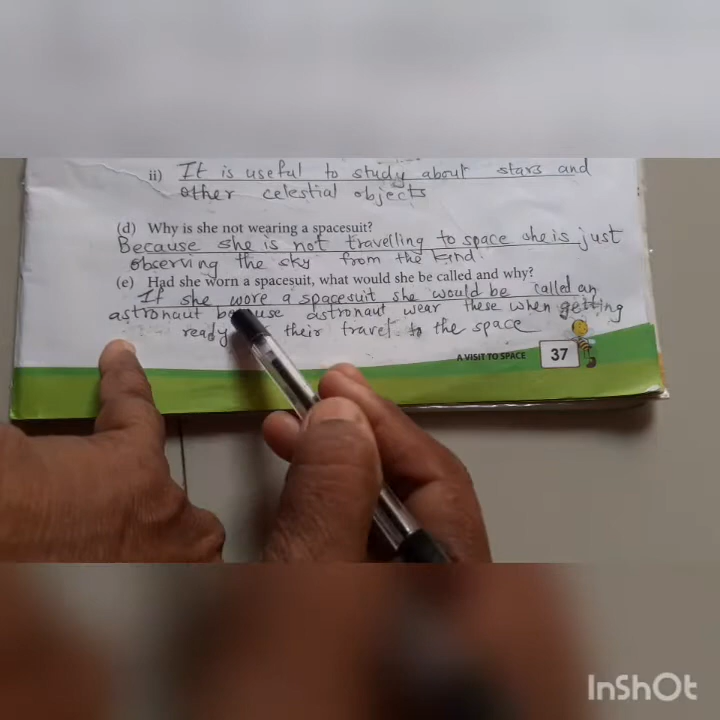 ii) It is useful to study about stars and
other celestial objects
(d) Why is she not wearing a spacesuit?
Because she is not travelling to space she is just
observing the sky from the
(e) Had she worn a spacesuit, what would she be called and why?
If she wore a spacesuit she would be called an
astronaut because astronaut wear these when getting
ready their travel to the space
A VISIT TO SPACE 37
InShOt